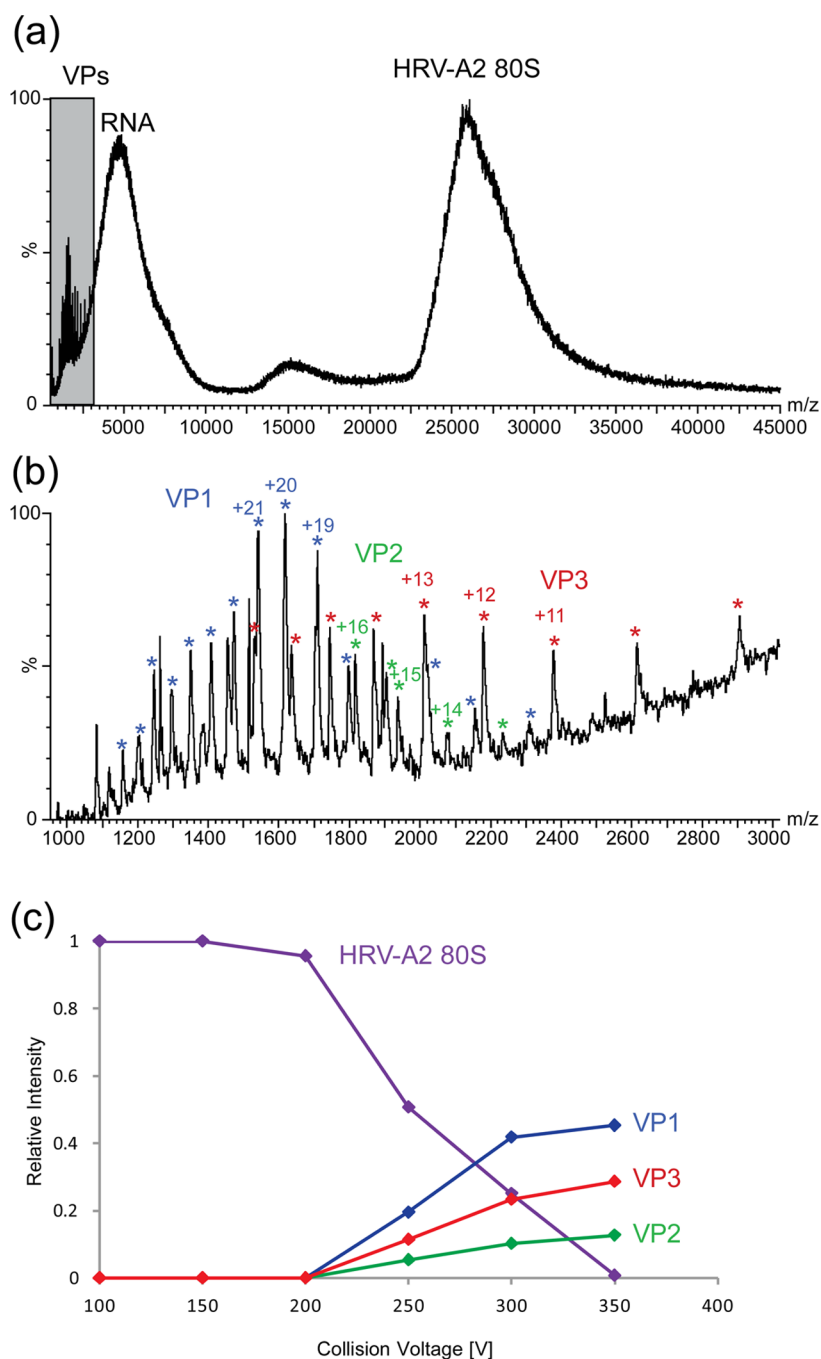 (a)
VPs
RNA
HRV-A2 80S
100
%
0
5000 10000 15000 20000 25000 30000 35000 40000 45000 m/z
(b)
VP1
+21 +20 +19
VP2
+16 +15 +14
+13 +12 +11
VP3
* * * * * * * * * * * * * * * * * * * * * * * * * * * *
100
%
0
1000 1200 1400 1600 1800 2000 2200 2400 2600 2800 3000 m/z
(c)
HRV-A2 80S
VP1
VP3
VP2
Relative Intensity
1
0.8
0.6
0.4
0.2
0
100 150 200 250 300 350 400
Collision Voltage [V]